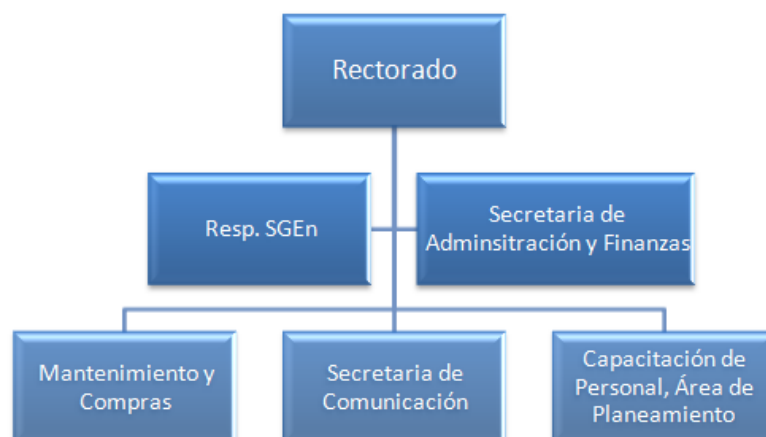 Rectorado
Resp. SGEn
Secretaria de
Adminsitración y Finanzas
Mantenimiento y
Compras
Secretaria de
Comunicación
Capacitación de
Personal, Área de
Planeamiento